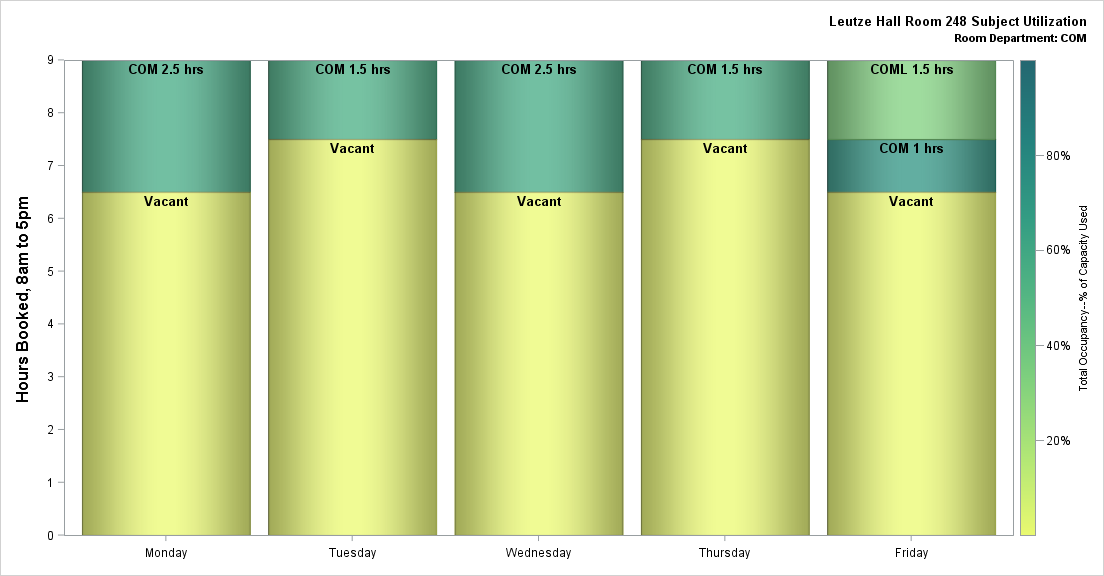 Leutze Hall Room 248 Subject Utilization
Room Department: COM
Hours Booked, 8am to 5pm
9
8
7
6
5
4
3
2
1
0
COM 2.5 hrs
Vacant
COM 1.5 hrs
Vacant
COM 2.5 hrs
Vacant
COM 1.5 hrs
Vacant
COML 1.5 hrs
COM 1 hrs
Vacant
Monday
Tuesday
Wednesday
Thursday
Friday
80%
60%
40%
20%
Total Occupancy--% of Capacity Used